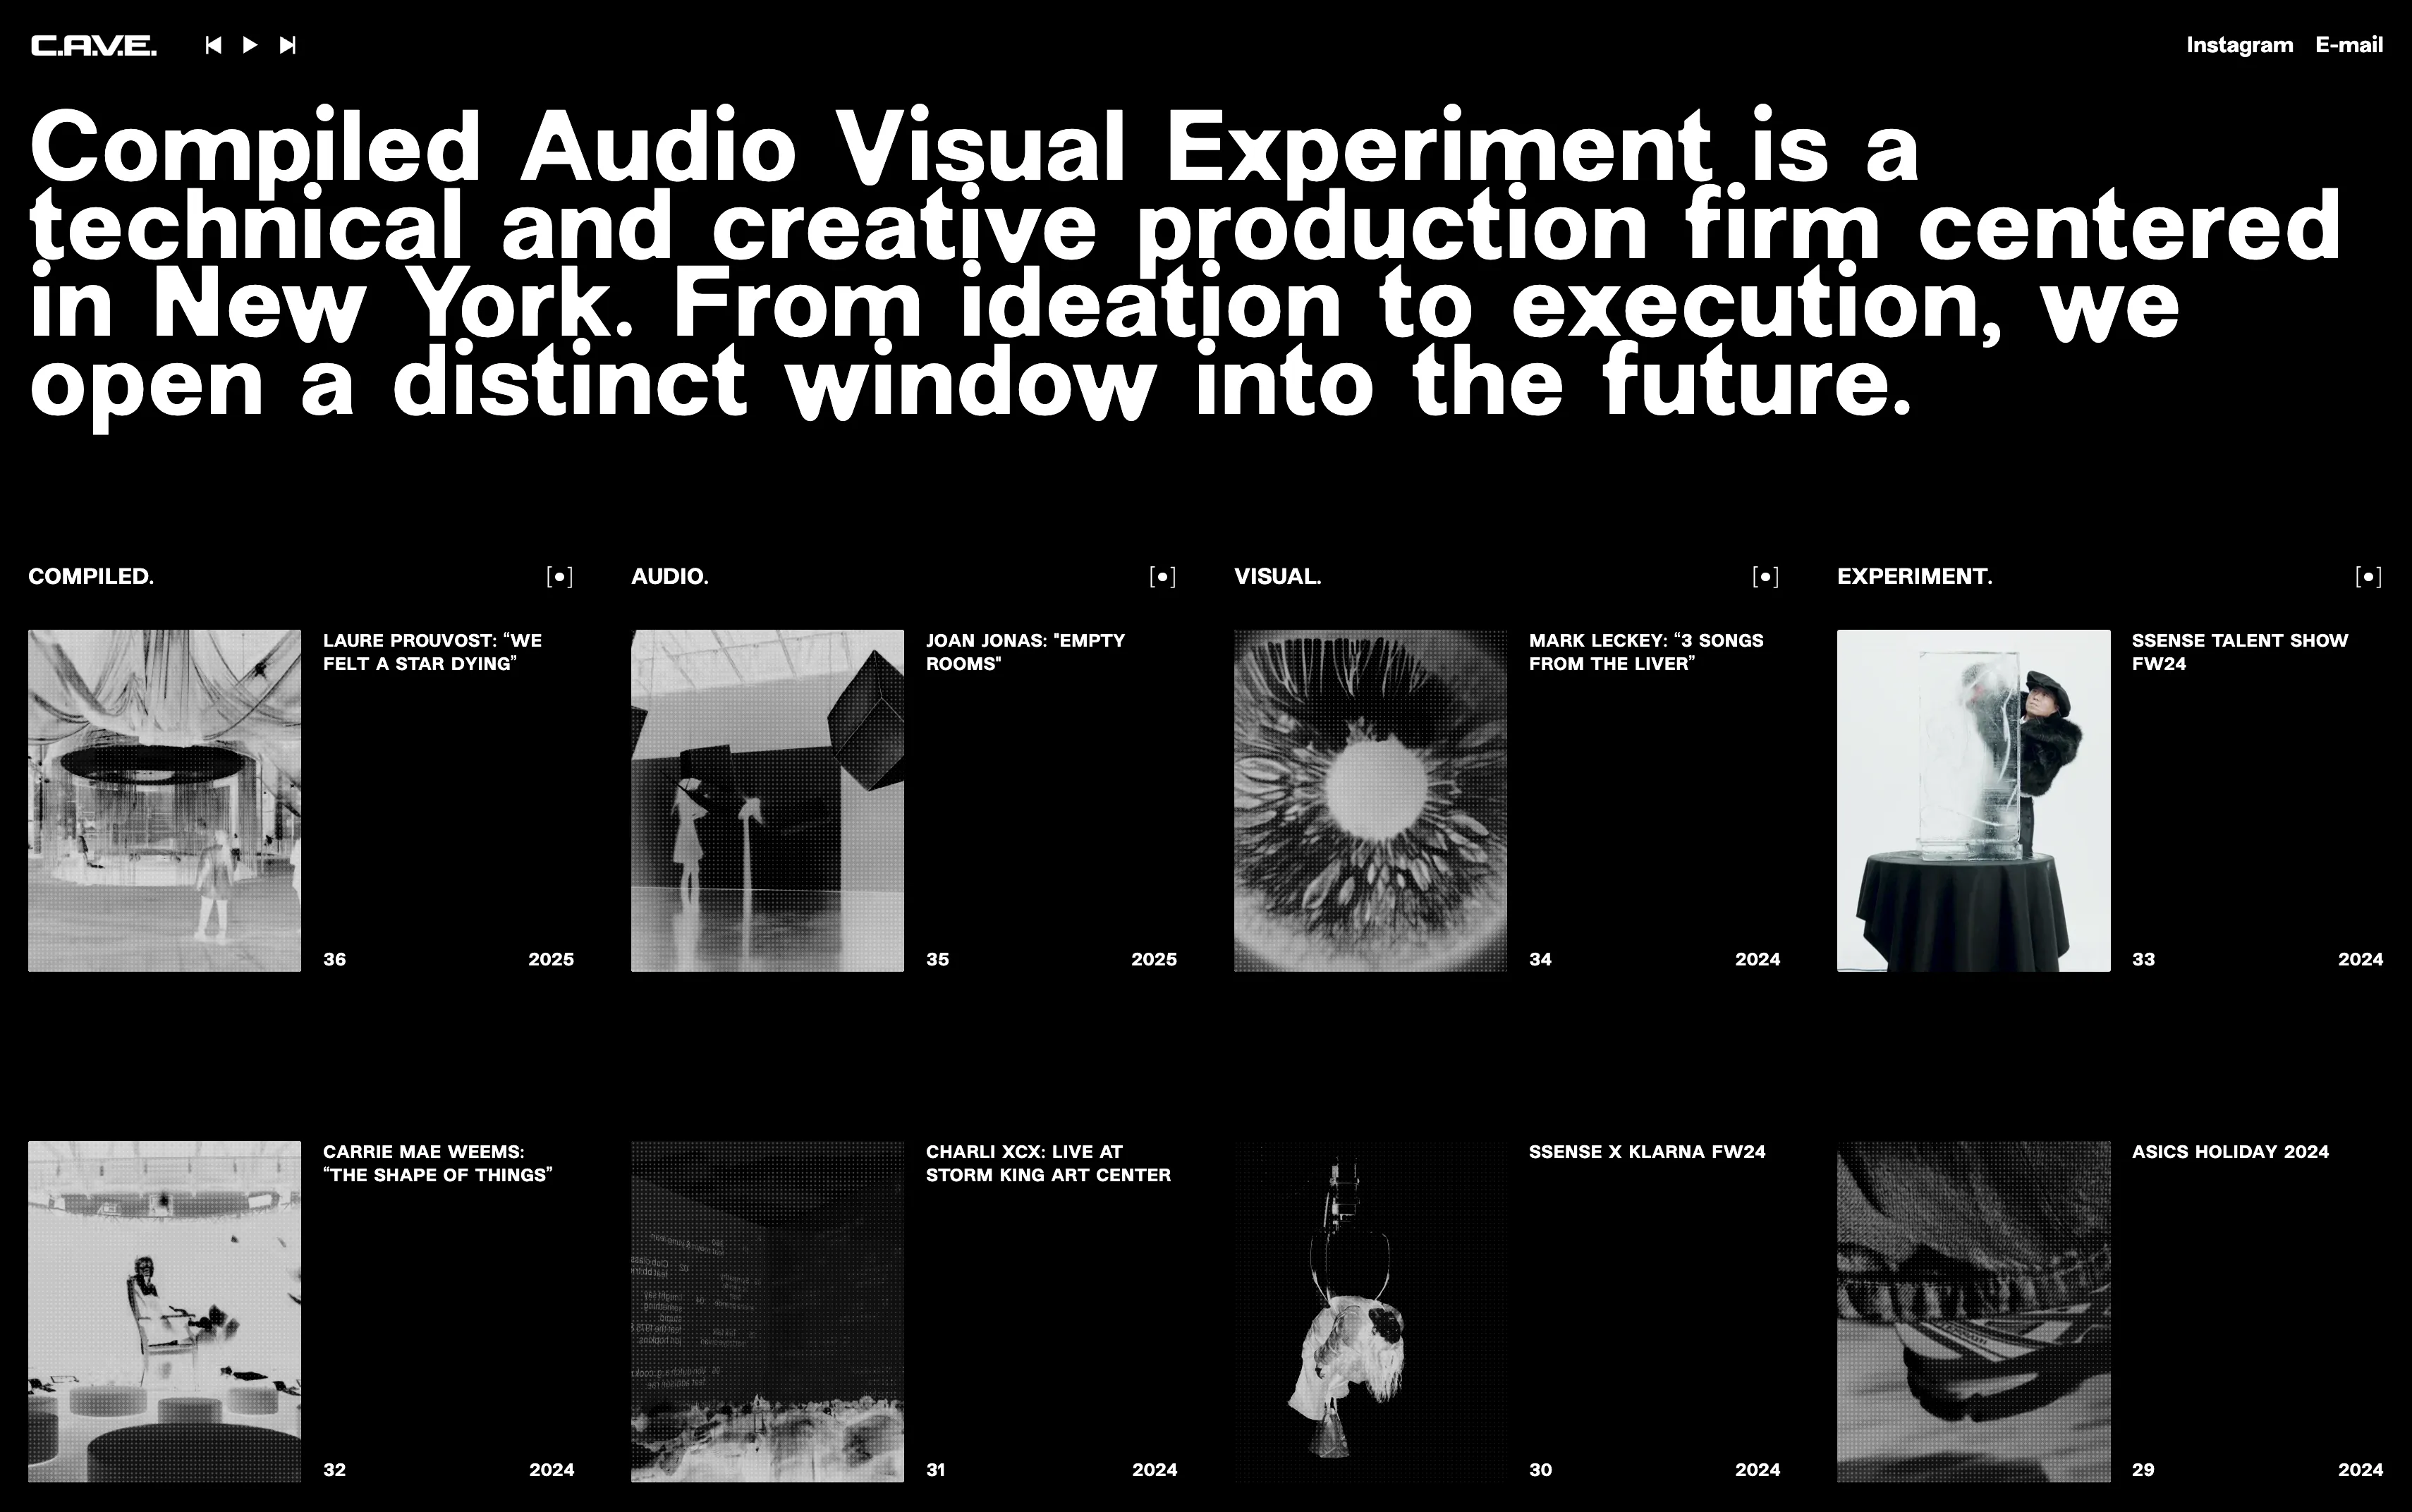 C.A.V.E.
Instagram E-mail
Compiled Audio Visual Experiment is a
technical and creative production firm centered
in New York. From ideation to execution, we
open a distinct window into the future.
COMPILED. [●]
AUDIO. [●]
VISUAL. [●]
EXPERIMENT. [●]
LAURE PROUVOST: “WE
FELT A STAR DYING”
36 2025
JOAN JONAS: "EMPTY
ROOMS"
35 2025
MARK LECKEY: “3 SONGS
FROM THE LIVER”
34 2024
SSENSE TALENT SHOW
FW24
33 2024
CARRIE MAE WEEMS:
“THE SHAPE OF THINGS”
32 2024
CHARLI XCX: LIVE AT
STORM KING ART CENTER
31 2024
SSENSE X KLARNA FW24
30 2024
ASICS HOLIDAY 2024
29 2024